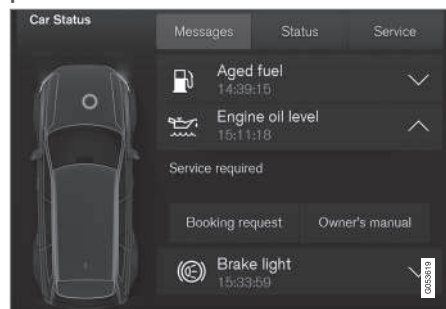 Car Status
Messages Status Service
Aged fuel
14:39:15
Engine oil level
15:11:18
Service required
Booking request Owner's manual
Brake light
15:33:59
G053619